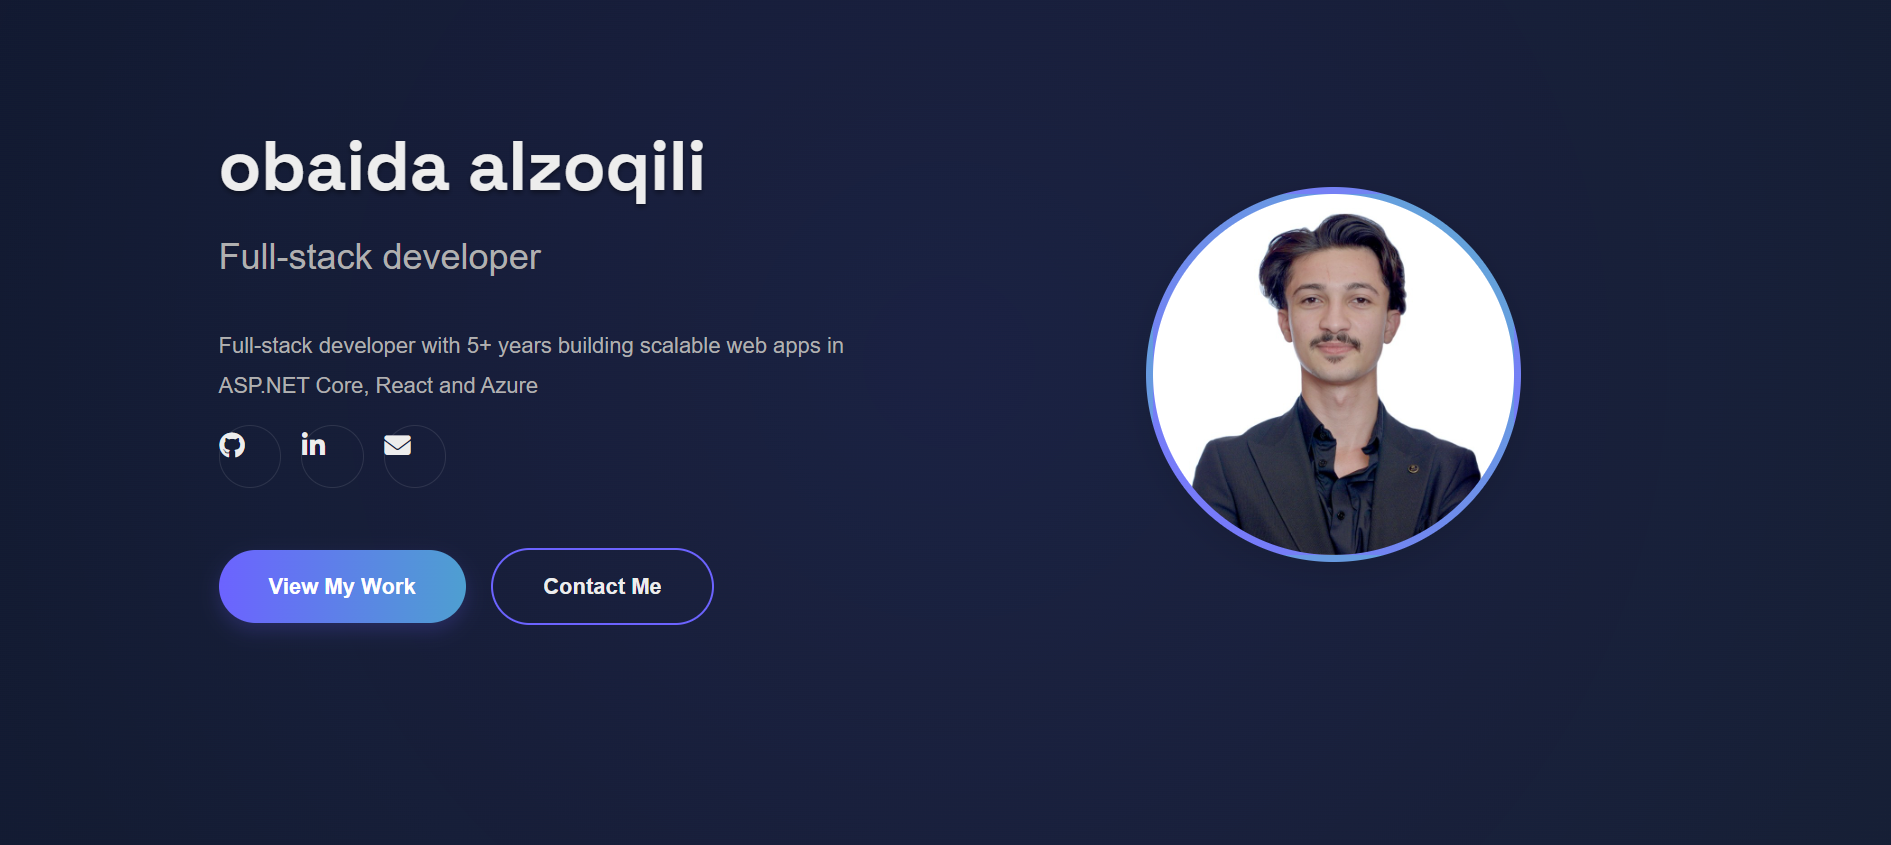 obaida alzoqili
Full-stack developer
Full-stack developer with 5+ years building scalable web apps in
ASP.NET Core, React and Azure
View My Work
Contact Me